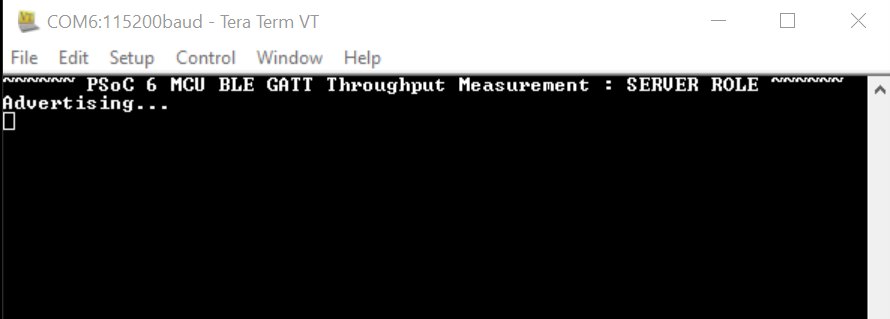 COM6:115200baud - Tera Term VT
File Edit Setup Control Window Help
~~~~~~~ PSoC 6 MCU BLE GATT Throughput Measurement : SERVER ROLE ~~~~~~~
Advertising...